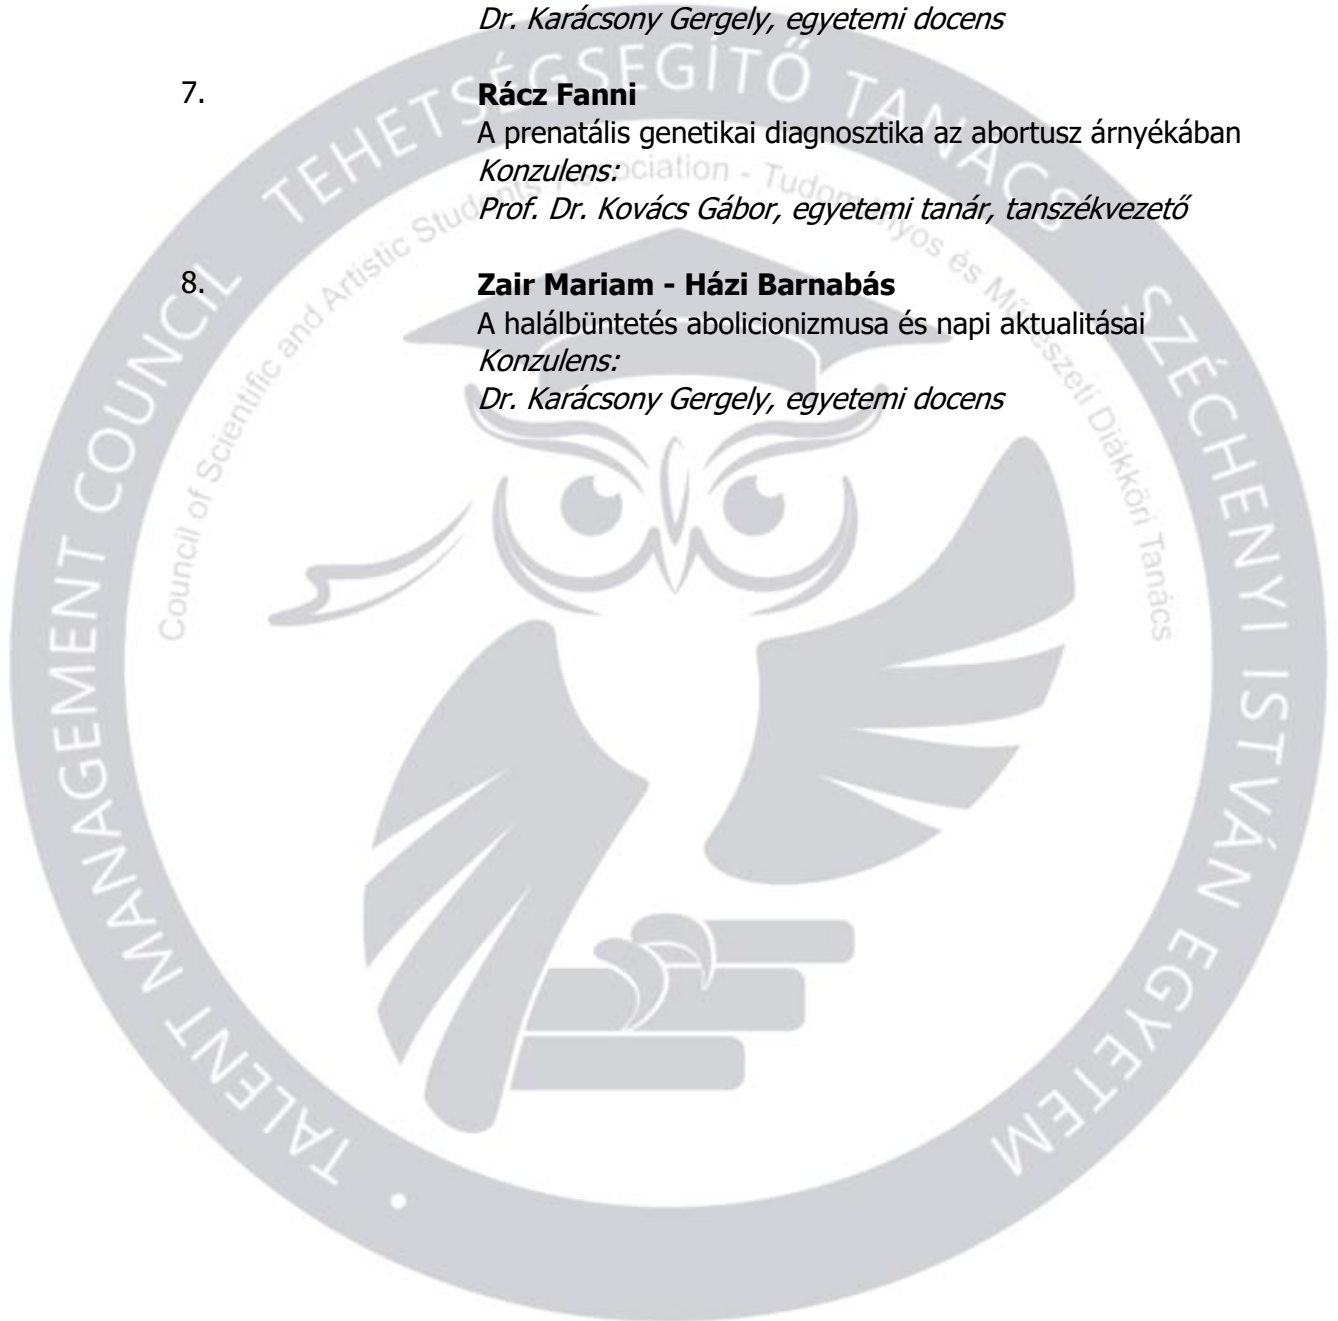 Dr. Karácsony Gergely, egyetemi docens
7.
Rácz Fanni
A prenatális genetikai diagnosztika az abortusz árnyékában
Konzulens:
Prof. Dr. Kovács Gábor, egyetemi tanár, tanszékvezető
8.
Zair Mariam - Házi Barnabás
A halálbüntetés abolicionizmusa és napi aktualitásai
Konzulens:
Dr. Karácsony Gergely, egyetemi docens
TALENT MANAGEMENT COUNCIL TEHETSÉGSEGÍTŐ TANÁCS SZÉCHENYI ISTVÁN EGYETEM
Council of Scientific and Artistic Students Association - Tudományos és Művészeti Diákköri Tanács